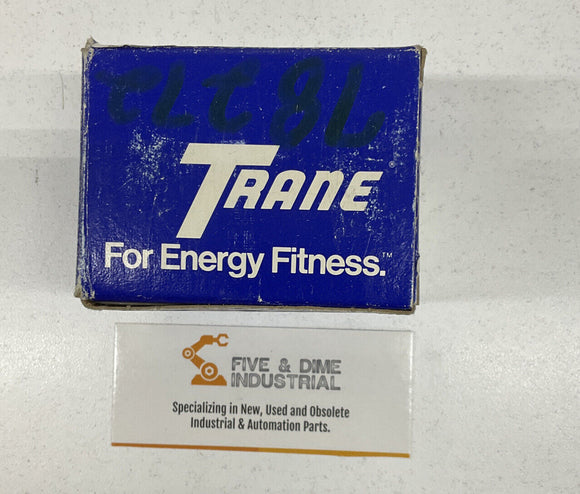 TRANE
For Energy Fitness.™
FIVE & DIME
INDUSTRIAL
Specializing in New, Used and Obsolete
Industrial & Automation Parts.